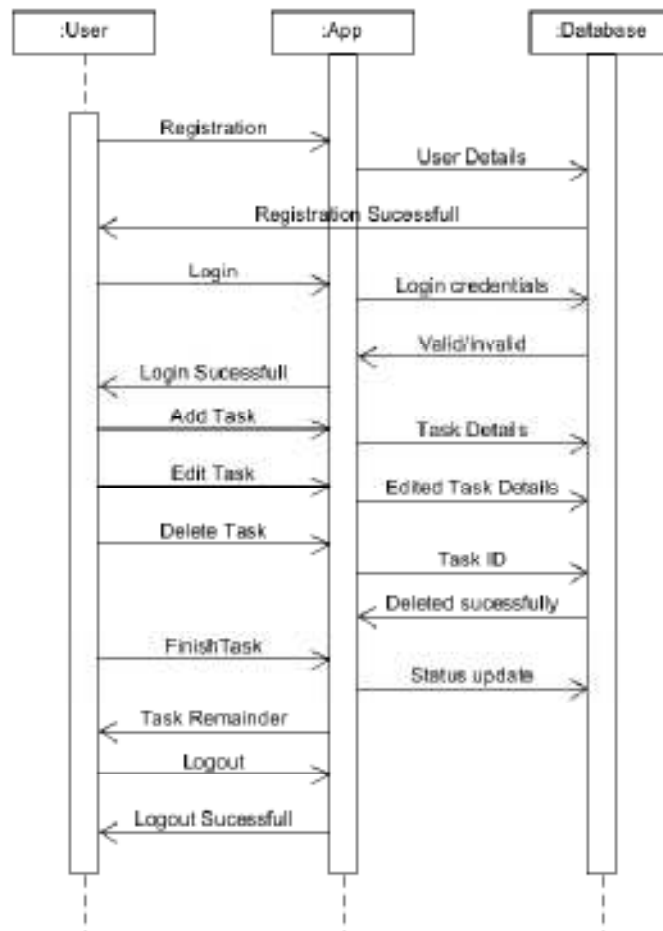 :User
:App
:Database
Registration
User Details
Registration Sucessfull
Login
Login credentials
Valid/invalid
Login Sucessfull
Add Task
Task Details
Edit Task
Edited Task Details
Delete Task
Task ID
Deleted sucessfully
FinishTask
Status update
Task Remainder
Logout
Logout Sucessfull